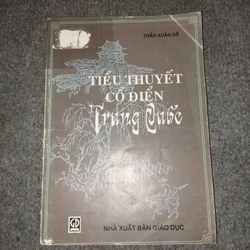 TRẦN XUÂN ĐỀ
TIỂU THUYẾT
CỔ ĐIỂN
Trung Quốc
NHÀ XUẤT BẢN GIÁO DỤC